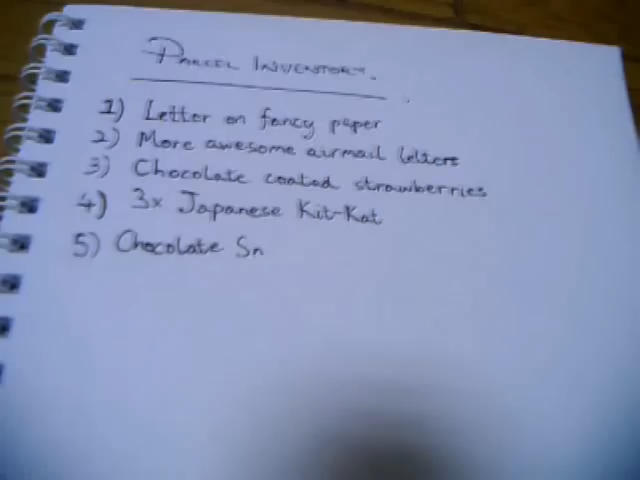 PARCEL INVENTORY.
1) Letter on fancy paper
2) More awesome airmail letters
3) Chocolate coated strawberries
4) 3x Japanese Kit-Kat
5) Chocolate Sn